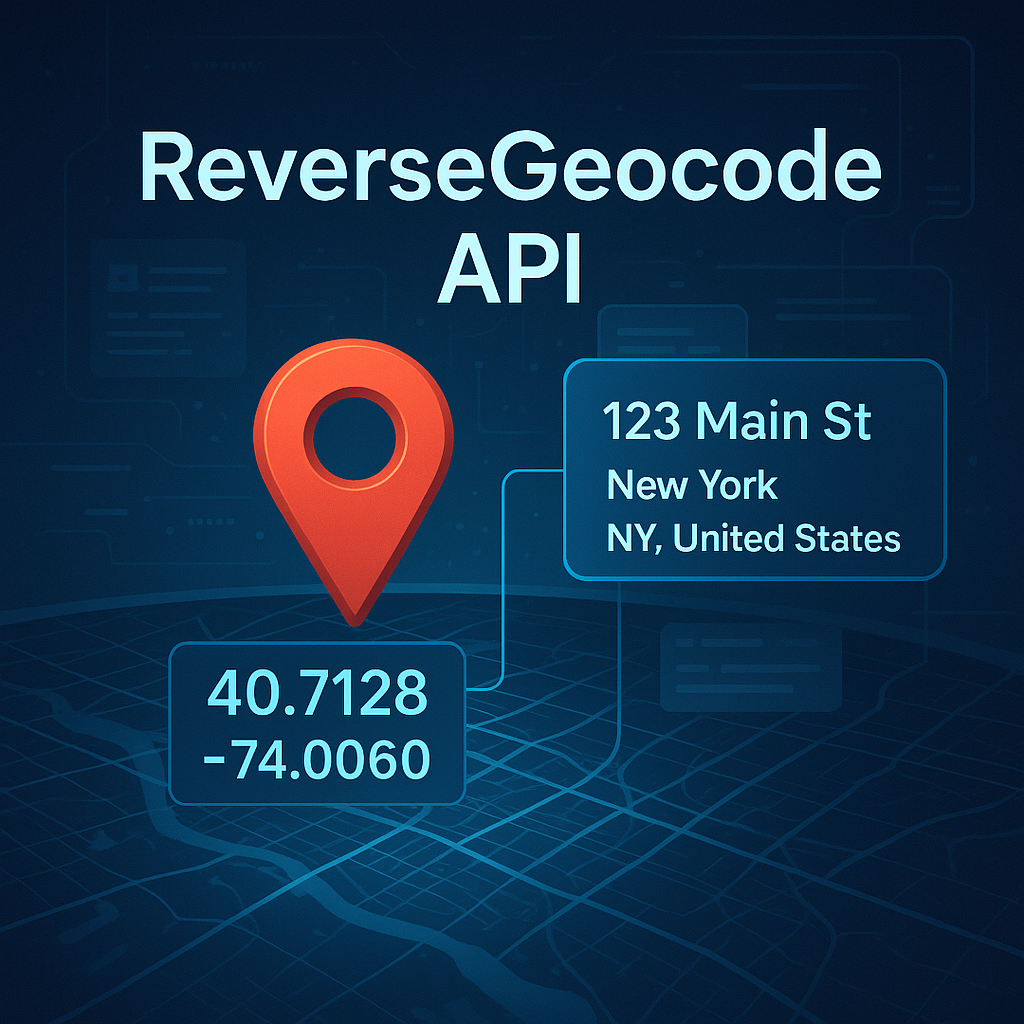 ReverseGeocode
API
123 Main St
New York
NY, United States
40.7128
-74.0060